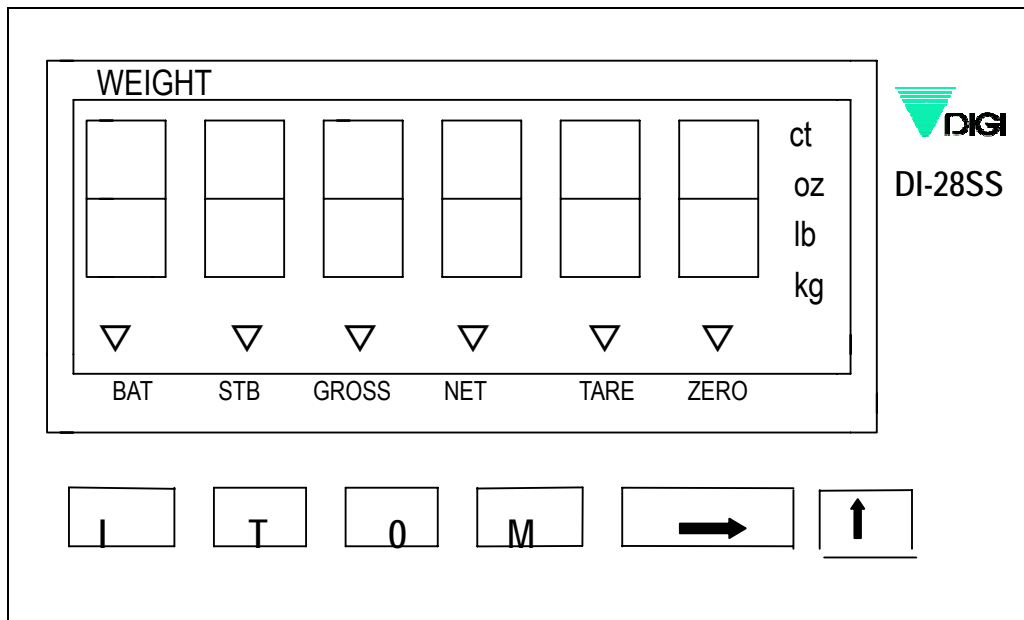 WEIGHT
ct
oz
lb
kg
DIGI
DI-28SS
BAT STB GROSS NET TARE ZERO
I T 0 M